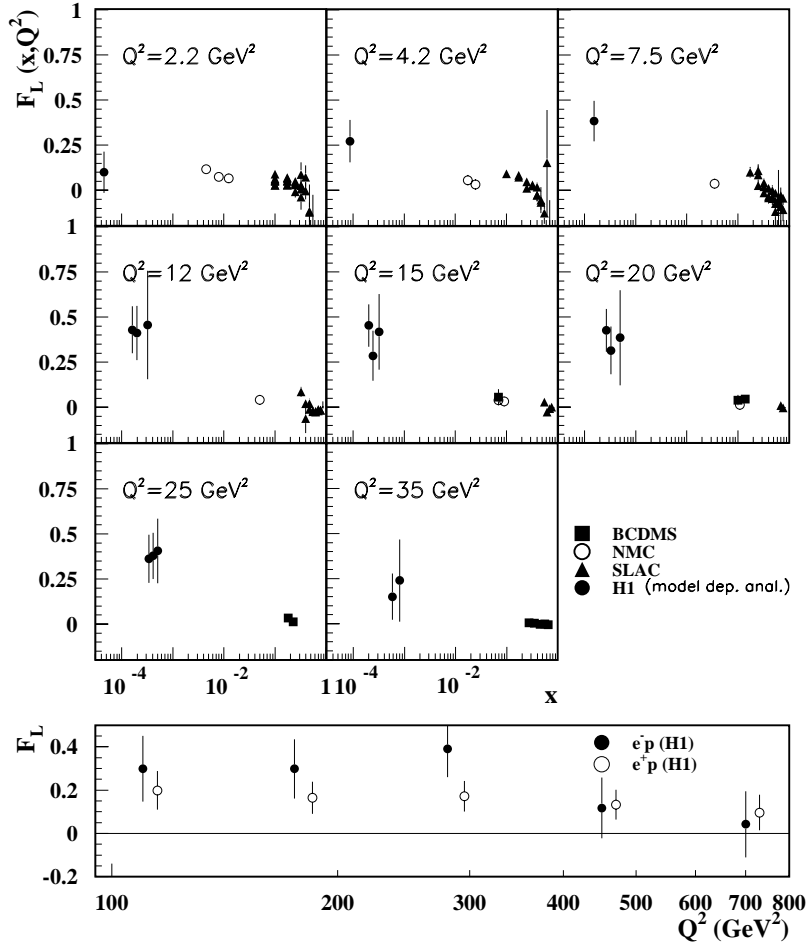 F_L (x,Q²)
1
0.75
0.5
0.25
0
Q²=2.2 GeV²
Q²=4.2 GeV²
Q²=7.5 GeV²
1
0.75
0.5
0.25
0
Q²=12 GeV²
Q²=15 GeV²
Q²=20 GeV²
1
0.75
0.5
0.25
0
Q²=25 GeV²
Q²=35 GeV²
BCDMS
NMC
SLAC
H1 (model dep. anal.)
10⁻⁴ 10⁻² 1 10⁻⁴ 10⁻² x
F_L
0.4
0.2
0
-0.2
e⁻p (H1)
e⁺p (H1)
100 200 300 400 500 600 700 800
Q² (GeV²)